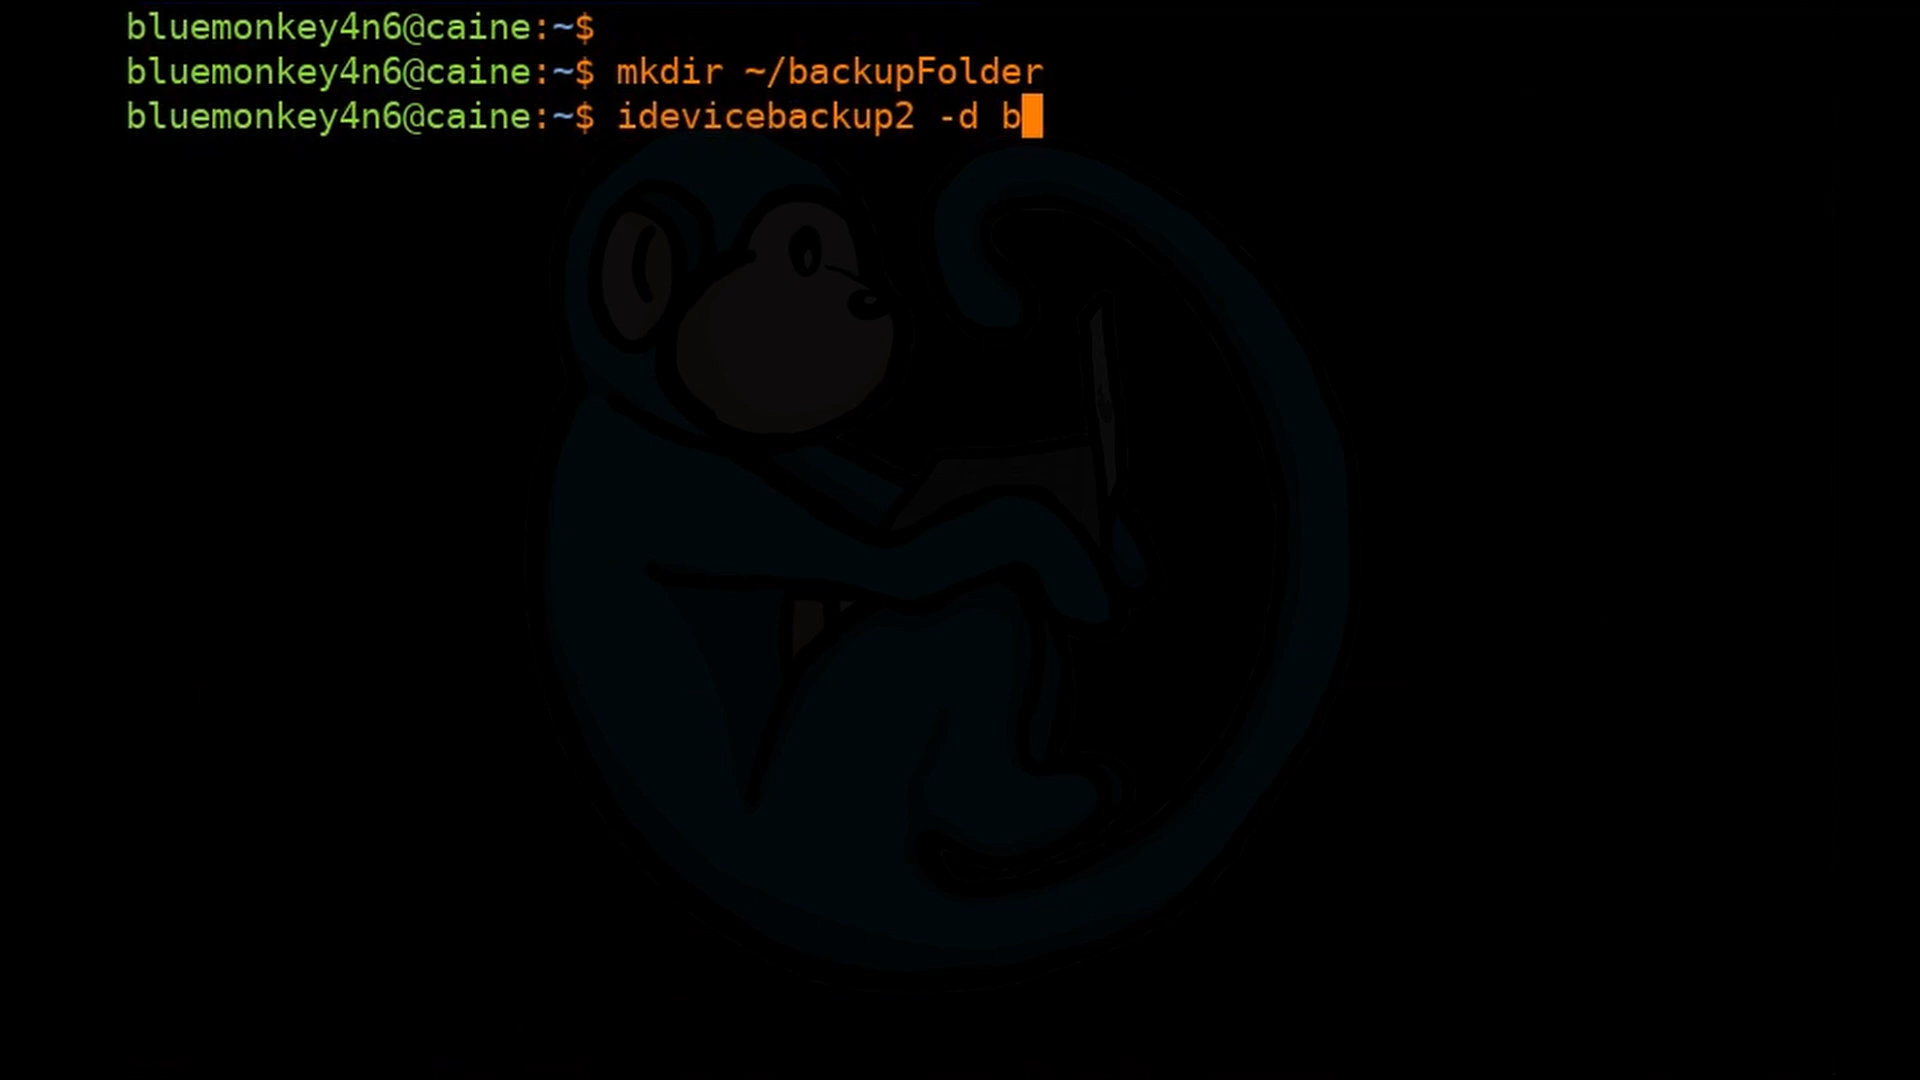 bluemonkey4n6@caine:~$
bluemonkey4n6@caine:~$ mkdir ~/backupFolder
bluemonkey4n6@caine:~$ idevicebackup2 -d b